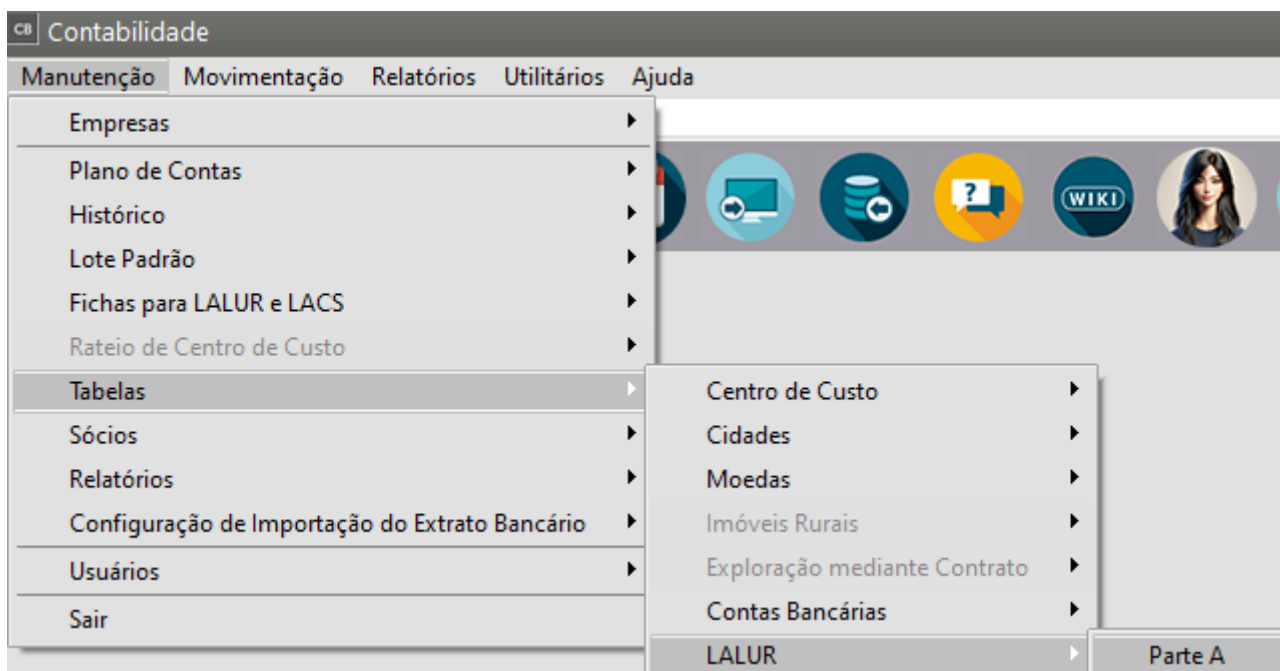 CB Contabilidade
Manutenção Movimentação Relatórios Utilitários Ajuda
Empresas
Plano de Contas
Histórico
Lote Padrão
Fichas para LALUR e LACS
Rateio de Centro de Custo
Tabelas
Sócios
Relatórios
Configuração de Importação do Extrato Bancário
Usuários
Sair
?
WIKI
Centro de Custo
Cidades
Moedas
Imóveis Rurais
Exploração mediante Contrato
Contas Bancárias
LALUR
Parte A